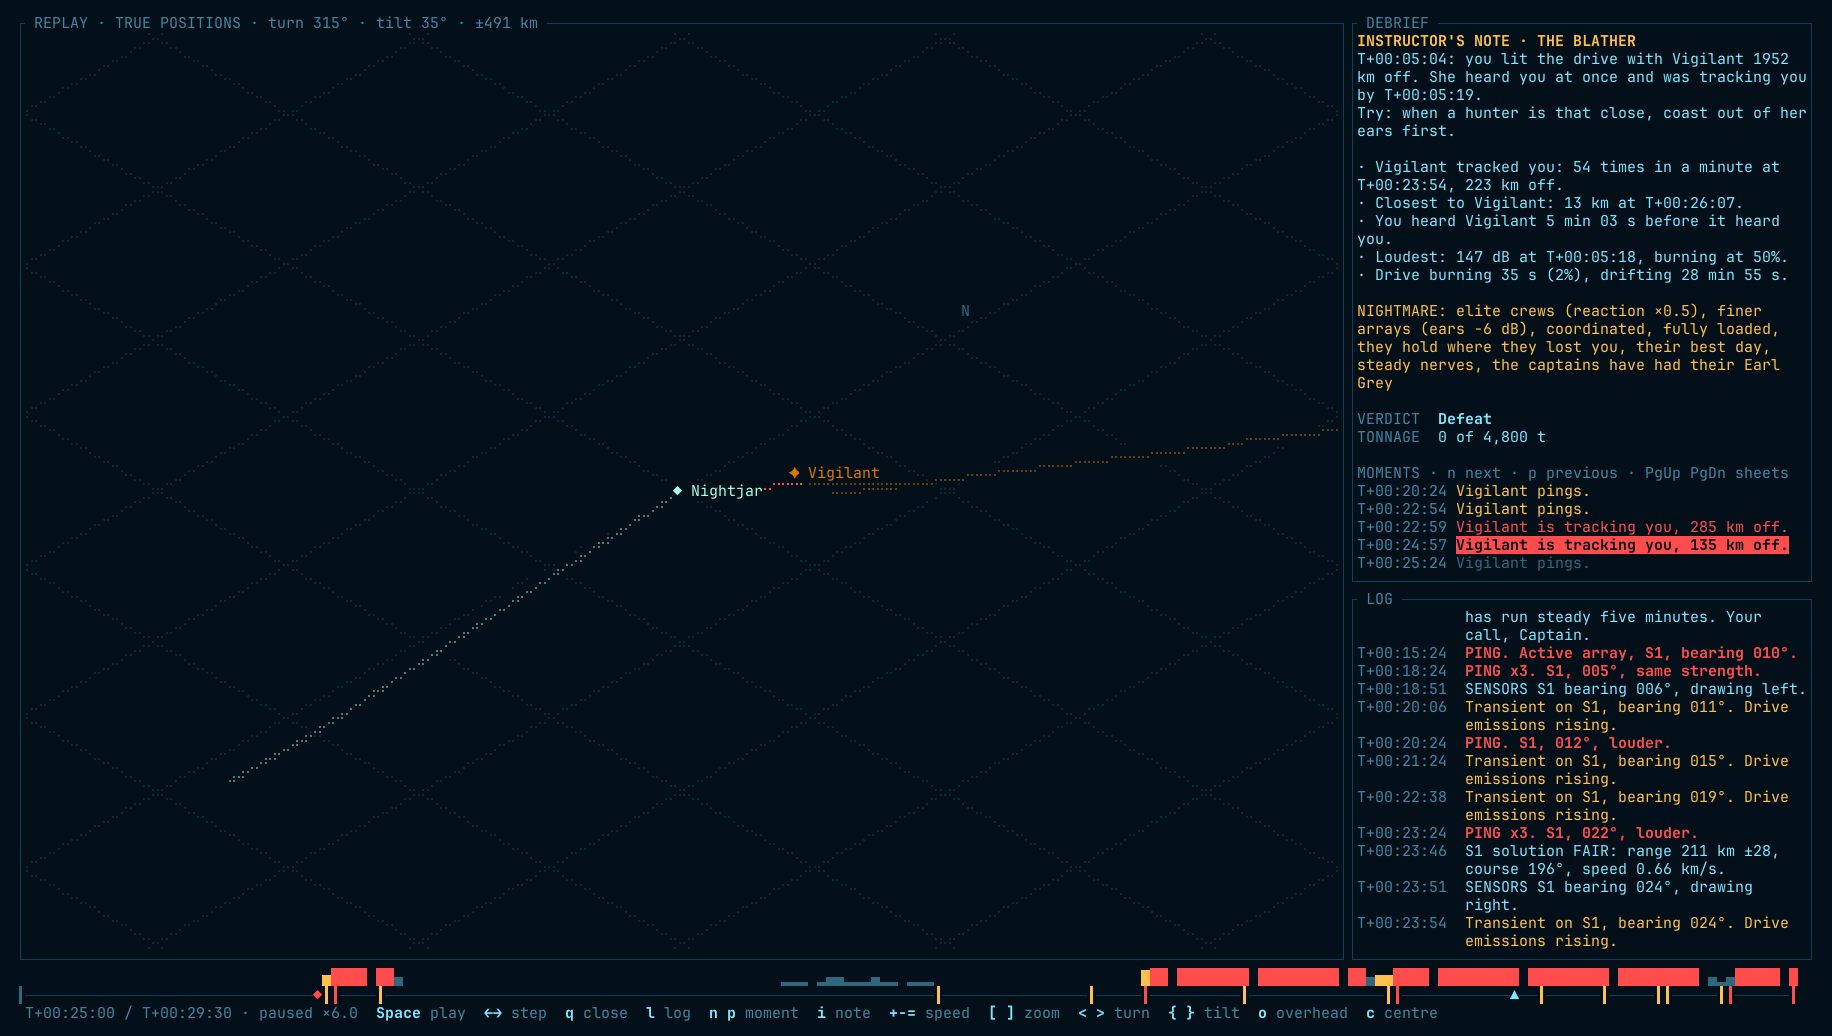 REPLAY · TRUE POSITIONS · turn 315° · tilt 35° · ±491 km
N
Vigilant
Nightjar
DEBRIEF
INSTRUCTOR'S NOTE · THE BLATHER
T+00:05:04: you lit the drive with Vigilant 1952
km off. She heard you at once and was tracking you
by T+00:05:19.
Try: when a hunter is that close, coast out of her
ears first.
· Vigilant tracked you: 54 times in a minute at
T+00:23:54, 223 km off.
· Closest to Vigilant: 13 km at T+00:26:07.
· You heard Vigilant 5 min 03 s before it heard
you.
· Loudest: 147 dB at T+00:05:18, burning at 50%.
· Drive burning 35 s (2%), drifting 28 min 55 s.
NIGHTMARE: elite crews (reaction ×0.5), finer
arrays (ears -6 dB), coordinated, fully loaded,
they hold where they lost you, their best day,
steady nerves, the captains have had their Earl
Grey
VERDICT Defeat
TONNAGE 0 of 4,800 t
MOMENTS · n next · p previous · PgUp PgDn sheets
T+00:20:24 Vigilant pings.
T+00:22:54 Vigilant pings.
T+00:22:59 Vigilant is tracking you, 285 km off.
T+00:24:57 Vigilant is tracking you, 135 km off.
T+00:25:24 Vigilant pings.
LOG
has run steady five minutes. Your
call, Captain.
T+00:15:24 PING. Active array, S1, bearing 010°.
T+00:18:24 PING x3. S1, 005°, same strength.
T+00:18:51 SENSORS S1 bearing 006°, drawing left.
T+00:20:06 Transient on S1, bearing 011°. Drive
emissions rising.
T+00:20:24 PING. S1, 012°, louder.
T+00:21:24 Transient on S1, bearing 015°. Drive
emissions rising.
T+00:22:38 Transient on S1, bearing 019°. Drive
emissions rising.
T+00:23:24 PING x3. S1, 022°, louder.
T+00:23:46 S1 solution FAIR: range 211 km ±28,
course 196°, speed 0.66 km/s.
T+00:23:51 SENSORS S1 bearing 024°, drawing
right.
T+00:23:54 Transient on S1, bearing 024°. Drive
emissions rising.
T+00:25:00 / T+00:29:30 · paused ×6.0 Space play ↔ step q close l log n p moment i note +-= speed [ ] zoom < > turn { } tilt o overhead c centre